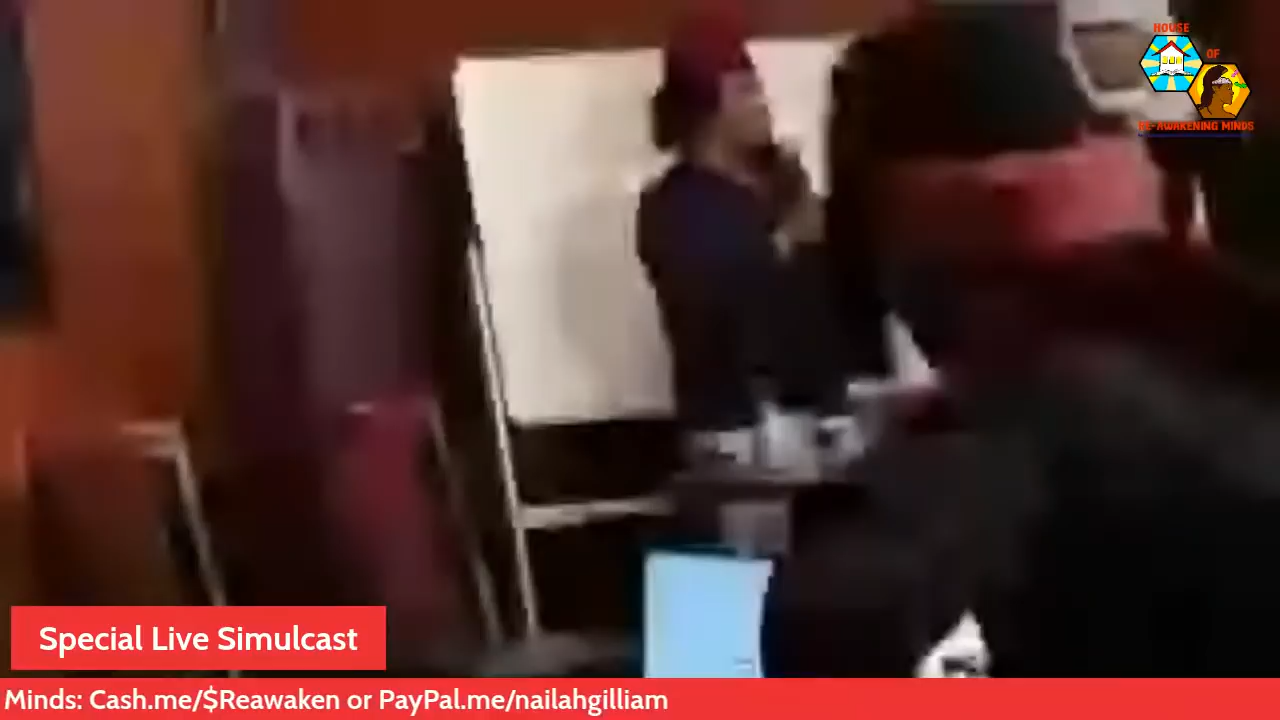 HOUSE
OF
RE-AWAKENING MINDS
Special Live Simulcast
Minds: Cash.me/$Reawaken or PayPal.me/nailahgilliam